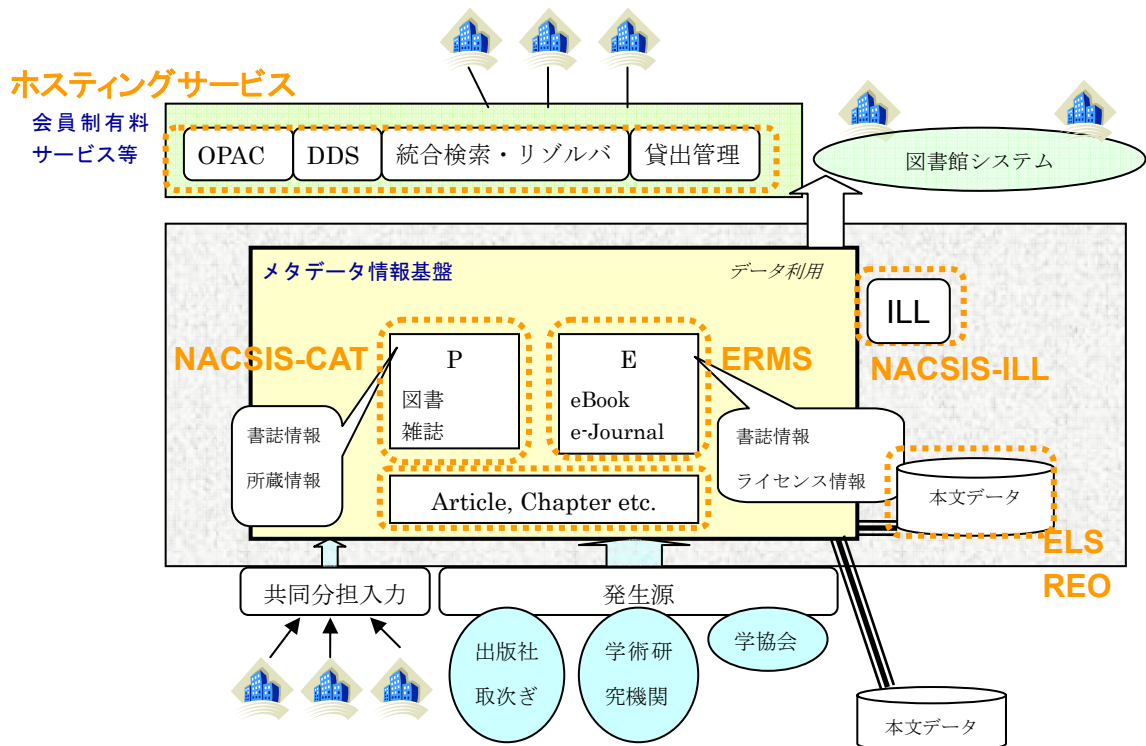 ホスティングサービス
会員制有料
サービス等
OPAC
DDS
統合検索・リゾルバ
貸出管理
図書館システム
メタデータ情報基盤
データ利用
ILL
NACSIS-ILL
NACSIS-CAT
P
図書
雑誌
E
eBook
e-Journal
ERMS
書誌情報
所蔵情報
書誌情報
ライセンス情報
Article, Chapter etc.
本文データ
ELS
REO
共同分担入力
発生源
出版社
取次ぎ
学術研
究機関
学協会
本文データ